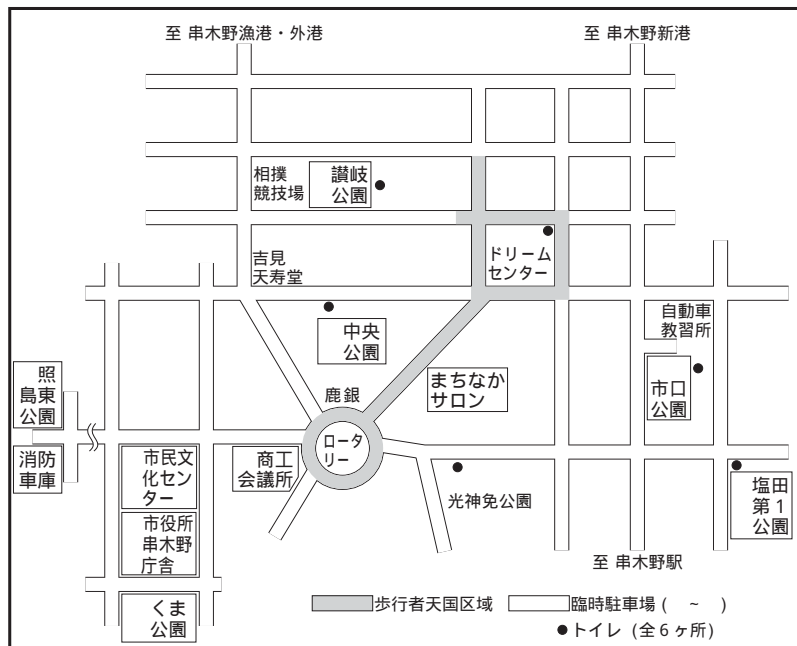 至 串木野漁港・外港
至 串木野新港
相撲
競技場
讃岐
公園
ドリーム
センター
吉見
天寿堂
自動車
教習所
中央
公園
照
島東
公園
鹿銀
まちなか
サロン
市口
公園
ロータ
リー
消防
車庫
市民文
化セン
ター
商工
会議所
光神免公園
塩田
第1
公園
市役所
串木野
庁舎
至 串木野駅
くま
公園
歩行者天国区域
臨時駐車場 ( ~ )
●トイレ (全6ヶ所)